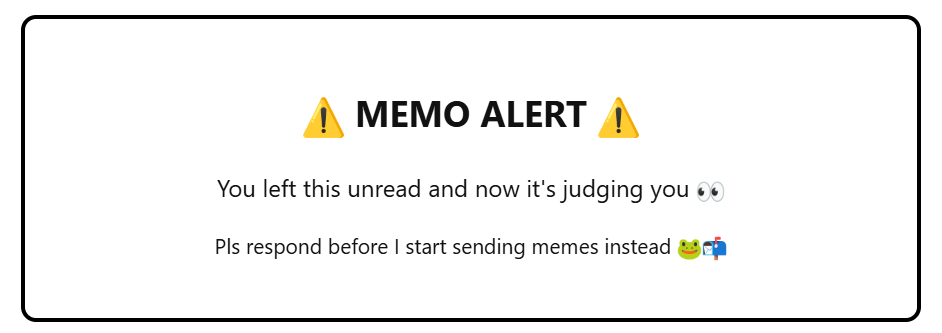 ⚠️ MEMO ALERT ⚠️
You left this unread and now it's judging you 👀
Pls respond before I start sending memes instead 🐸📬